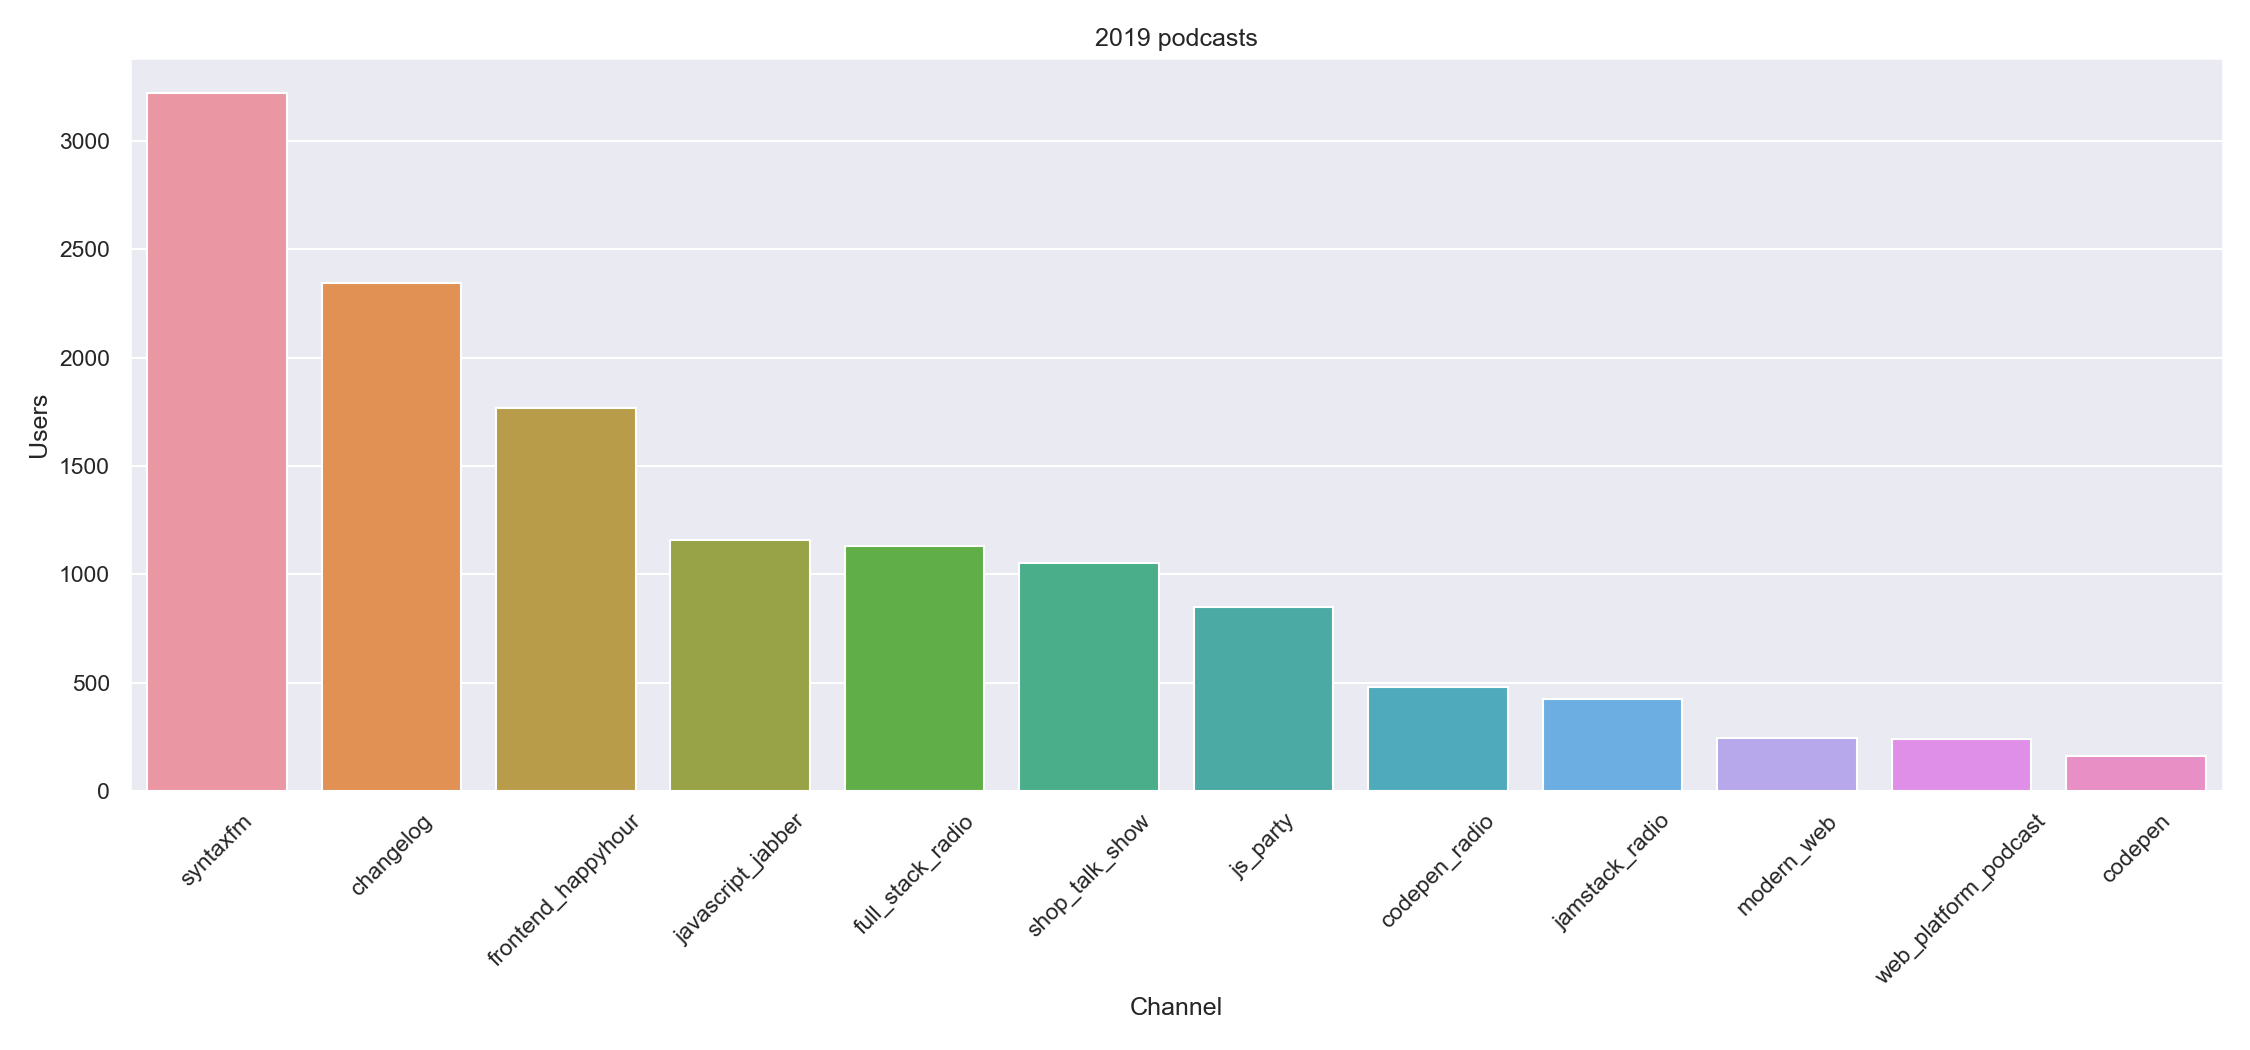 2019 podcasts
Users
3000
2500
2000
1500
1000
500
0
syntaxfm
changelog
frontend_happyhour
javascript_jabber
full_stack_radio
shop_talk_show
js_party
codepen_radio
jamstack_radio
modern_web
web_platform_podcast
codepen
Channel